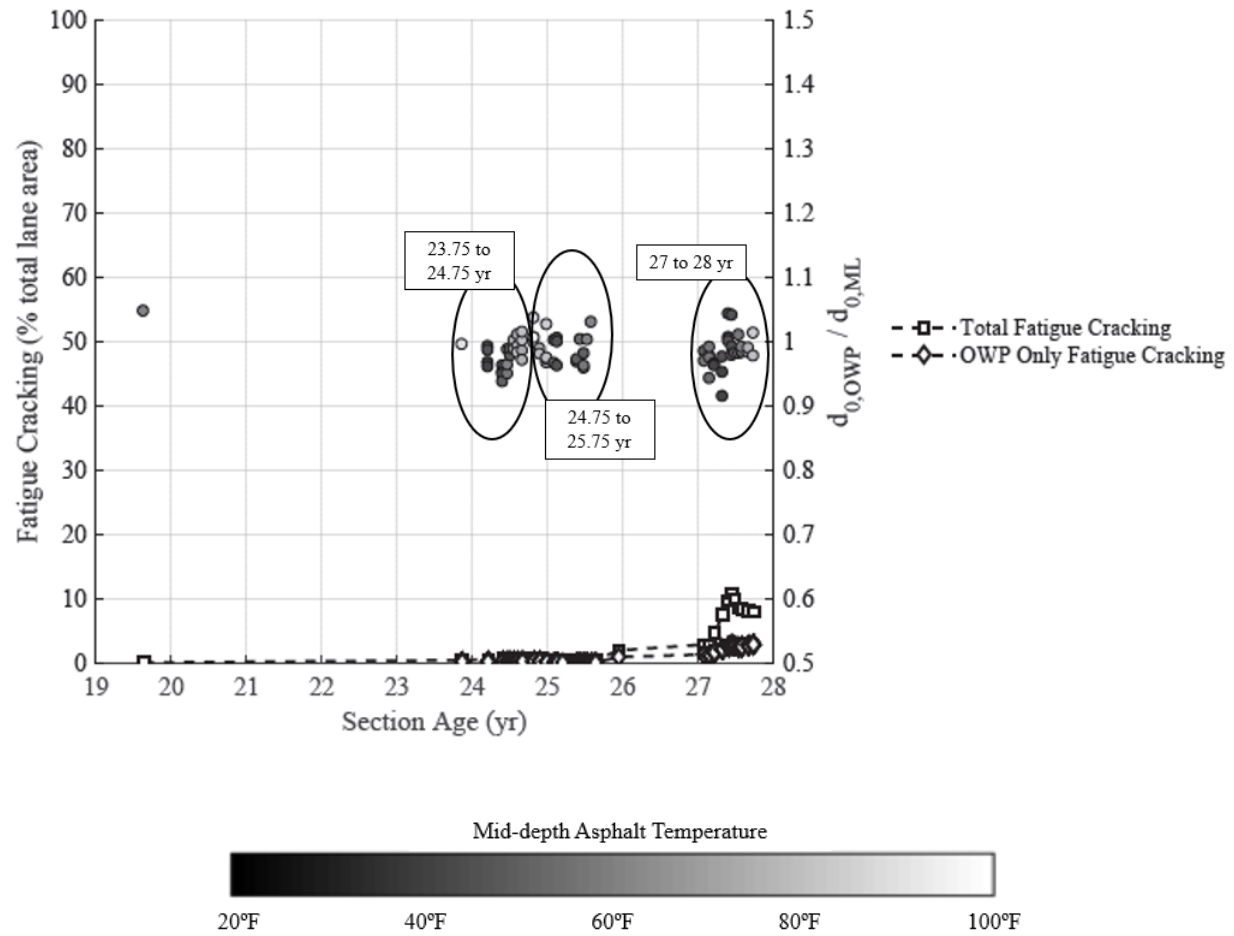 100
90
80
70
60
50
40
30
20
10
0
Fatigue Cracking (% total lane area)
1.5
1.4
1.3
1.2
1.1
1
0.9
0.8
0.7
0.6
0.5
d0,OWP / d0,ML
23.75 to
24.75 yr
27 to 28 yr
24.75 to
25.75 yr
Total Fatigue Cracking
OWP Only Fatigue Cracking
19 20 21 22 23 24 25 26 27 28
Section Age (yr)
Mid-depth Asphalt Temperature
20ºF 40ºF 60ºF 80ºF 100ºF